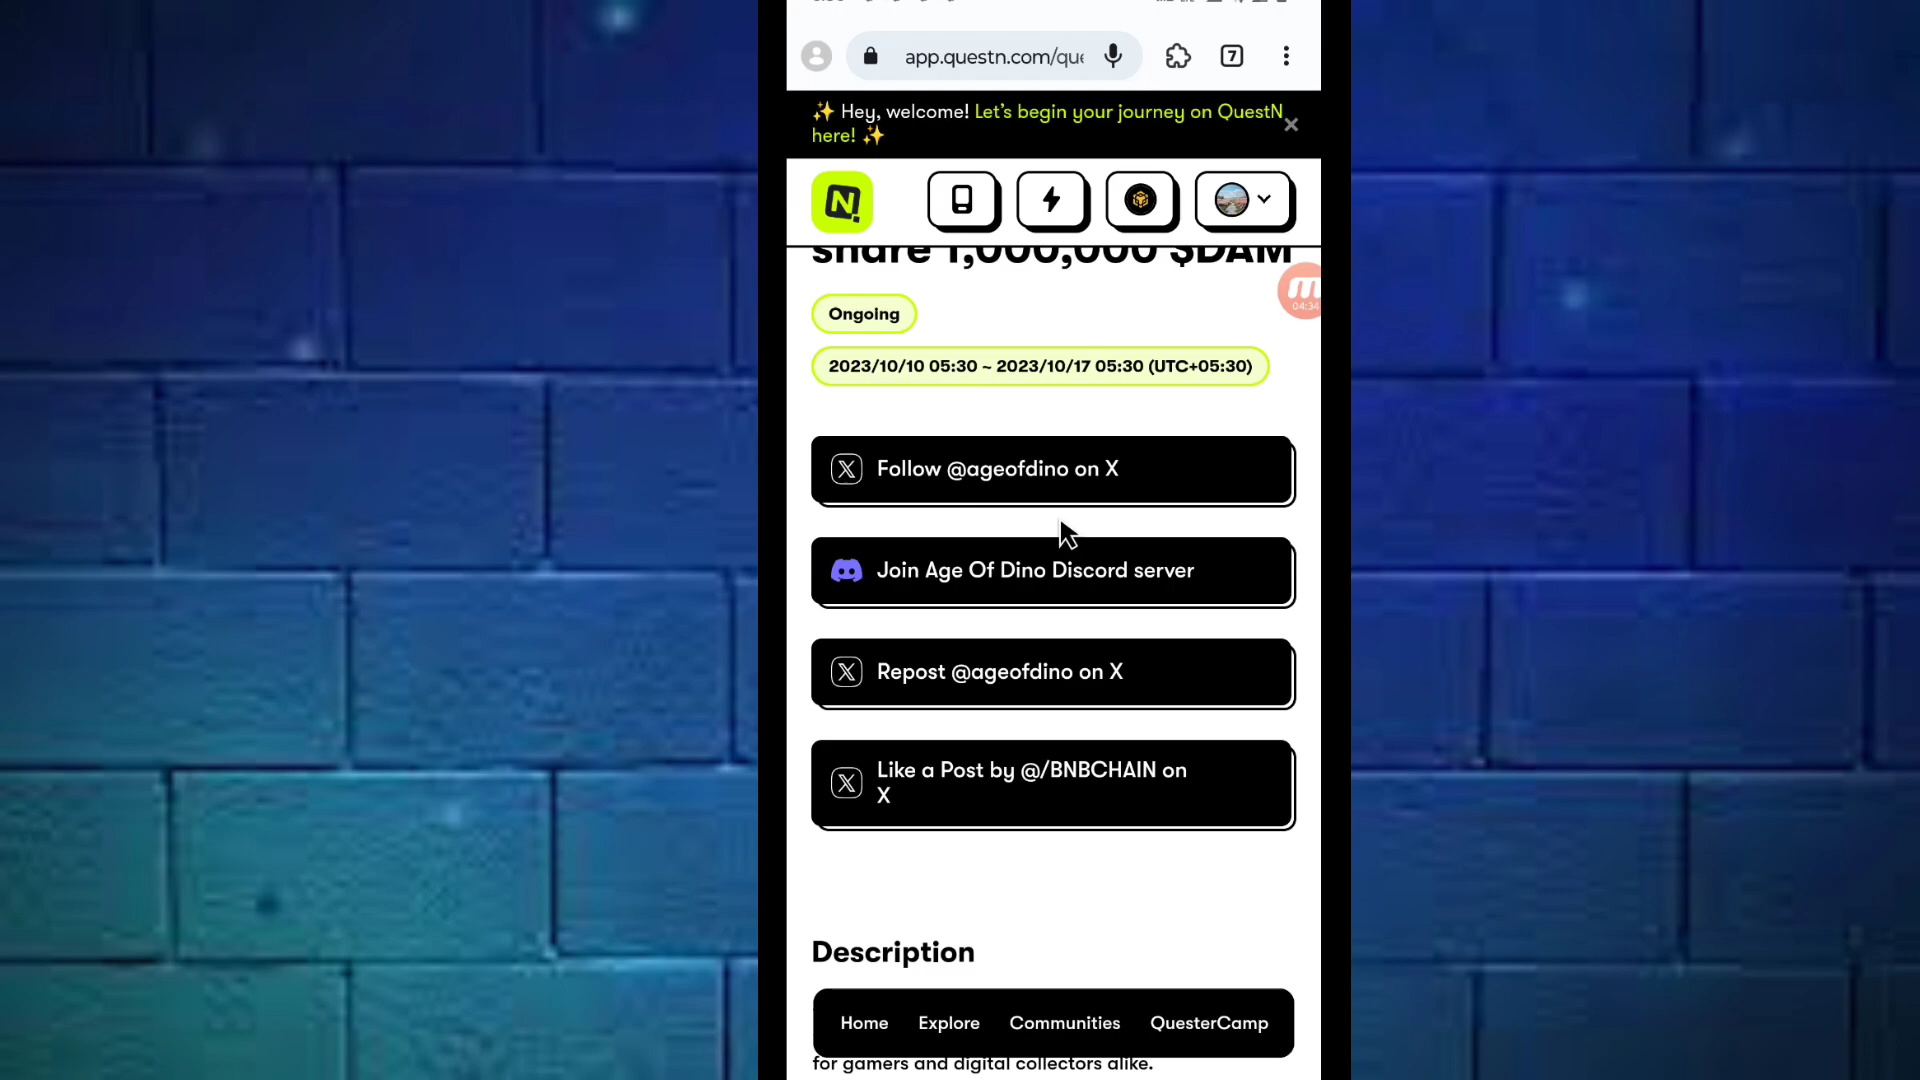 app.questn.com/que
7
✨ Hey, welcome! Let's begin your journey on QuestN
here! ✨
N
share 1,000,000 $DAM
04:34
Ongoing
2023/10/10 05:30 ~ 2023/10/17 05:30 (UTC+05:30)
Follow @ageofdino on X
Join Age Of Dino Discord server
Repost @ageofdino on X
Like a Post by @/BNBCHAIN on
X
Description
Home Explore Communities QuesterCamp
for gamers and digital collectors alike.